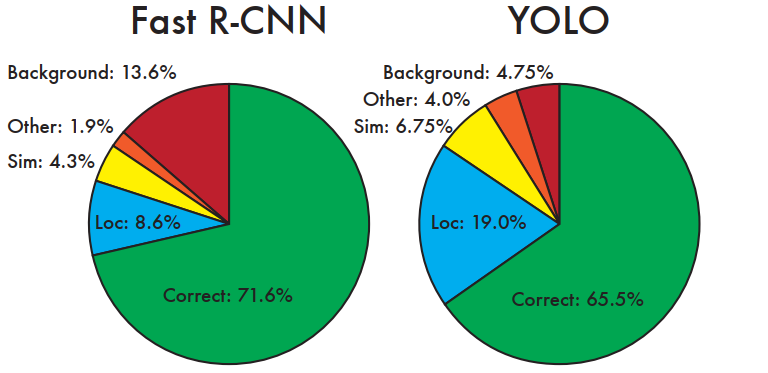 Fast R-CNN
Background: 13.6%
Other: 1.9%
Sim: 4.3%
Loc: 8.6%
Correct: 71.6%
YOLO
Background: 4.75%
Other: 4.0%
Sim: 6.75%
Loc: 19.0%
Correct: 65.5%